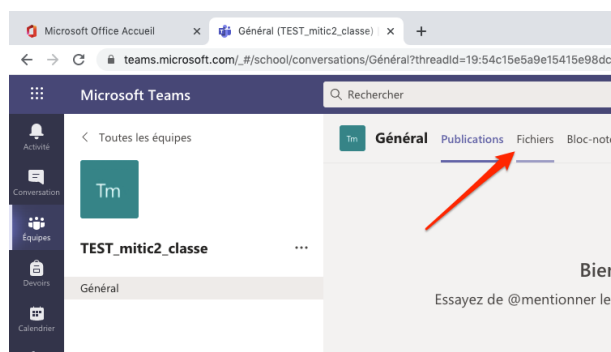 Microsoft Office Accueil
Général (TEST_mitic2_classe)
teams.microsoft.com/_#/school/conversations/Général?threadId=19:54c15e5a9e15415e98dc
Microsoft Teams
Rechercher
Activité
Conversation
Équipes
Devoirs
Calendrier
Toutes les équipes
Tm
TEST_mitic2_classe
Général
Tm
Général Publications Fichiers Bloc-note
Bier
Essayez de @mentionner le